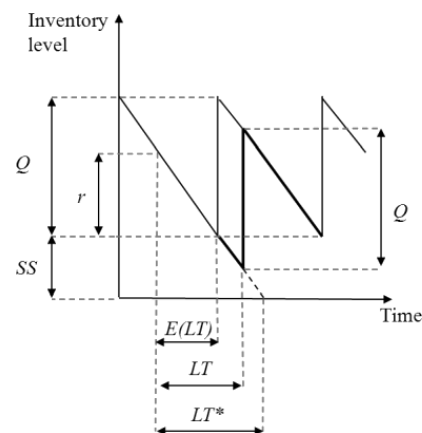 Inventory
level
Q
r
Q
SS
Time
E(LT)
LT
LT*